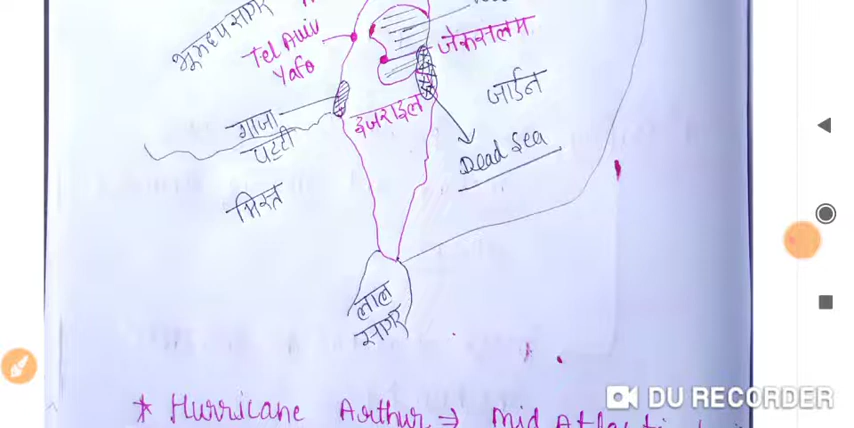 भूमध्य सागर
Tel Aviv
Yafo
जेरुसलम
गाजा
पट्टी
इजराइल
जार्डन
Dead Sea
मिस्त्र
लाल
सागर
* Hurricane Arthur → Mid Atlantic
DU RECORDER